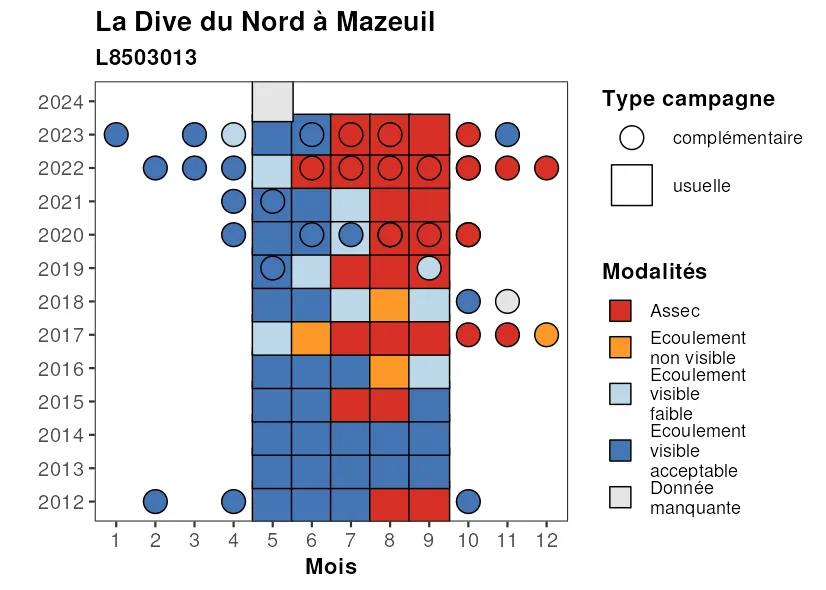 La Dive du Nord à Mazeuil
L8503013
2024
2023
2022
2021
2020
2019
2018
2017
2016
2015
2014
2013
2012
1 2 3 4 5 6 7 8 9 10 11 12
Mois
Type campagne
complémentaire
usuelle
Modalités
Assec
Ecoulement
non visible
Ecoulement
visible
faible
Ecoulement
visible
acceptable
Donnée
manquante